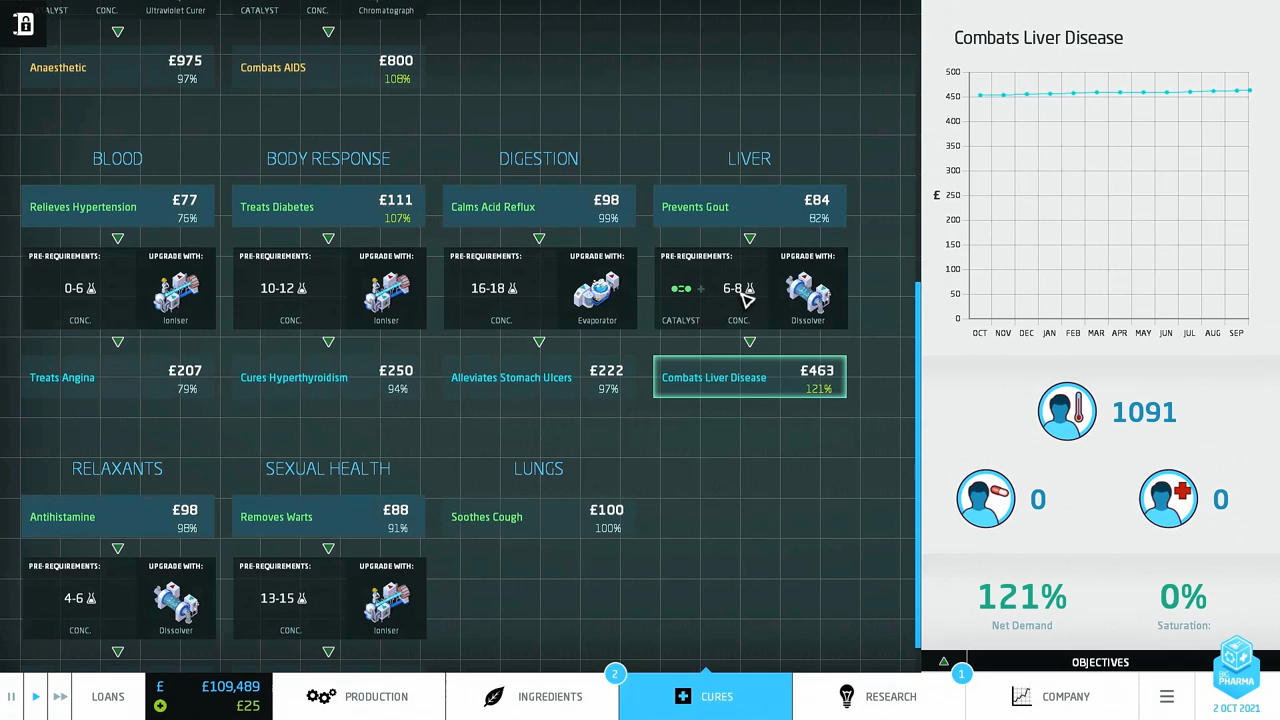 CATALYST CONC. Ultraviolet Curer CATALYST CONC. Chromatograph
Anaesthetic £975 97%
Combats AIDS £800 108%
BLOOD BODY RESPONSE DIGESTION LIVER
Relieves Hypertension £77 76%
Treats Diabetes £111 107%
Calms Acid Reflux £98 99%
Prevents Gout £84 82%
PRE-REQUIREMENTS: UPGRADE WITH:
0-6
CONC. Ioniser
PRE-REQUIREMENTS: UPGRADE WITH:
10-12
CONC. Ioniser
PRE-REQUIREMENTS: UPGRADE WITH:
16-18
CONC. Evaporator
PRE-REQUIREMENTS: UPGRADE WITH:
+ 6-8
CATALYST CONC. Dissolver
Treats Angina £207 79%
Cures Hyperthyroidism £250 94%
Alleviates Stomach Ulcers £222 97%
Combats Liver Disease £463 121%
RELAXANTS SEXUAL HEALTH LUNGS
Antihistamine £98 98%
Removes Warts £88 91%
Soothes Cough £100 100%
PRE-REQUIREMENTS: UPGRADE WITH:
4-6
CONC. Dissolver
PRE-REQUIREMENTS: UPGRADE WITH:
13-15
CONC. Ioniser
Combats Liver Disease
500
450
400
350
300
£ 250
200
150
100
50
0
OCT NOV DEC JAN FEB MAR APR MAY JUN JUL AUG SEP
1091
0 0
121% 0%
Net Demand Saturation:
OBJECTIVES
BIG PHARMA
2 OCT 2021
LOANS
£ £109,489
£25
PRODUCTION
INGREDIENTS
2
CURES
RESEARCH
1
COMPANY